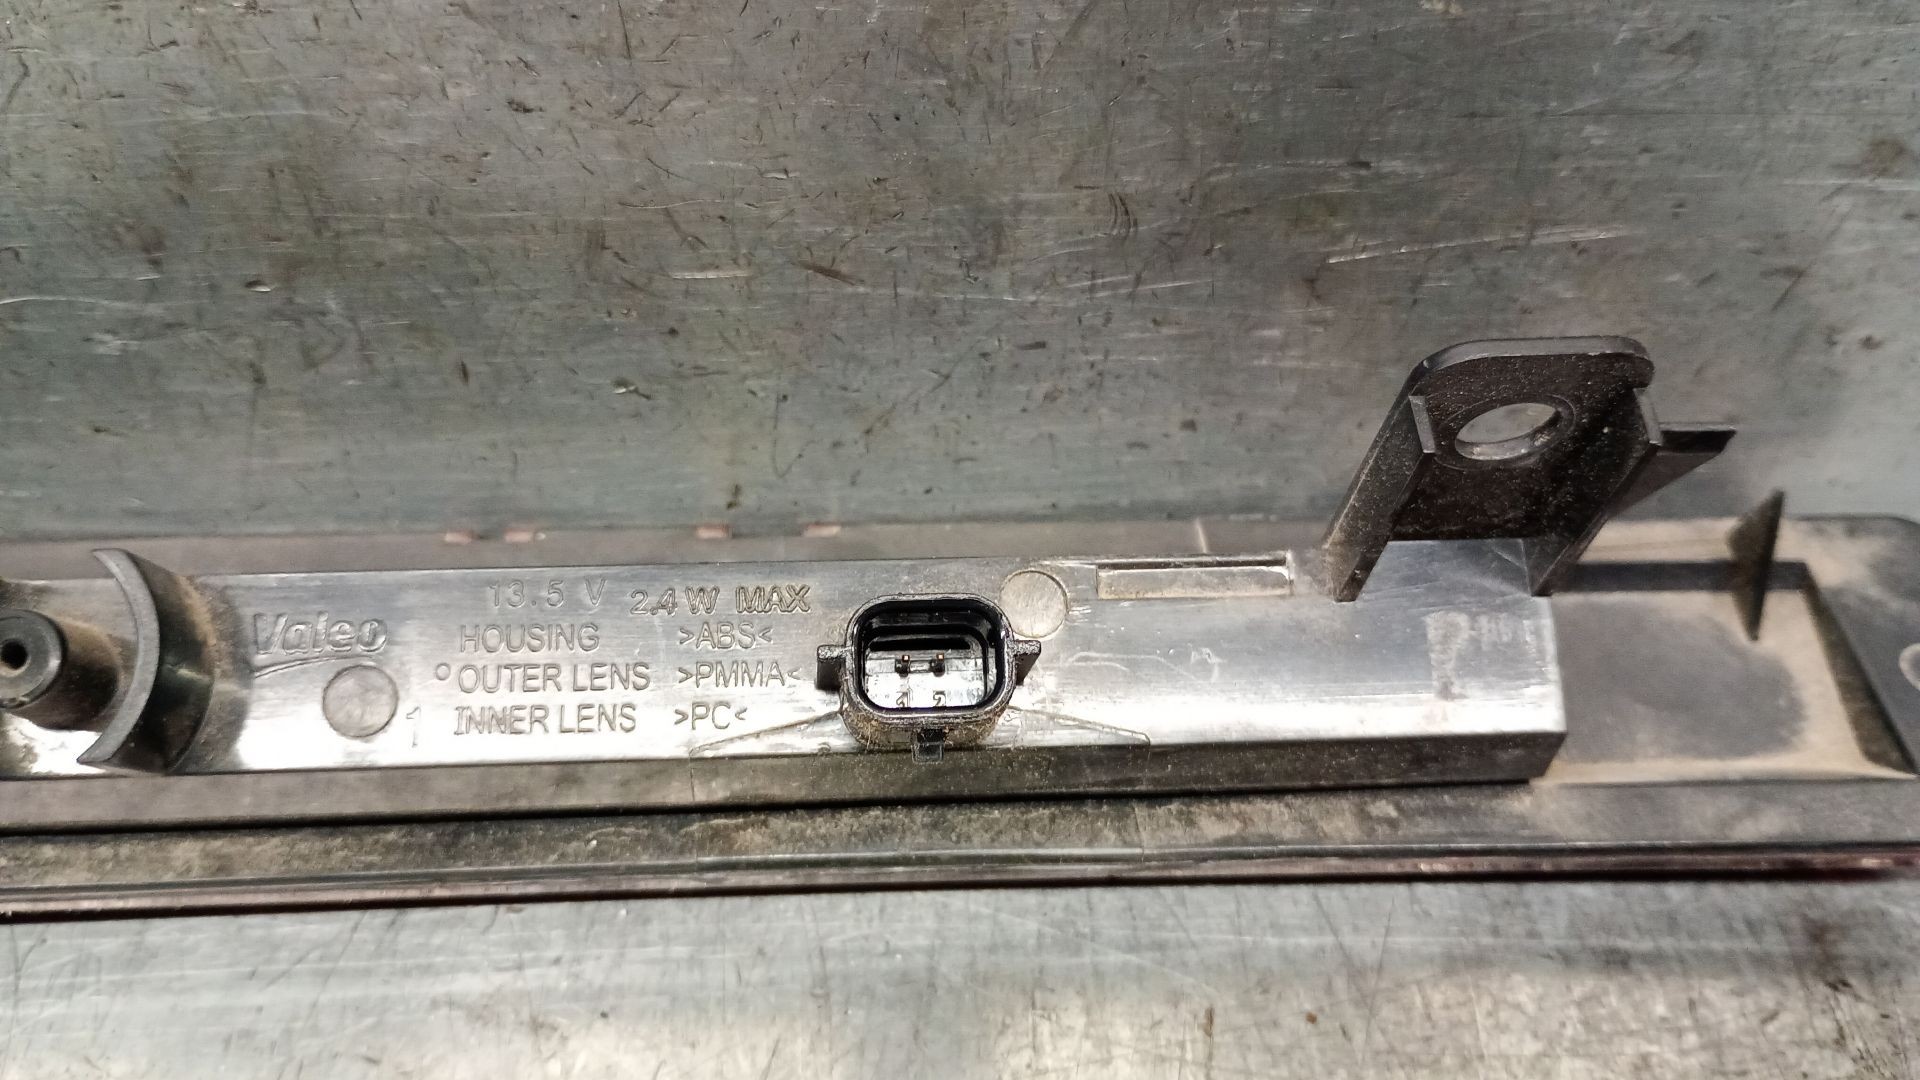 Valeo
13.5 V 2.4 W MAX
HOUSING >ABS<
OUTER LENS >PMMA<
INNER LENS >PC<
1